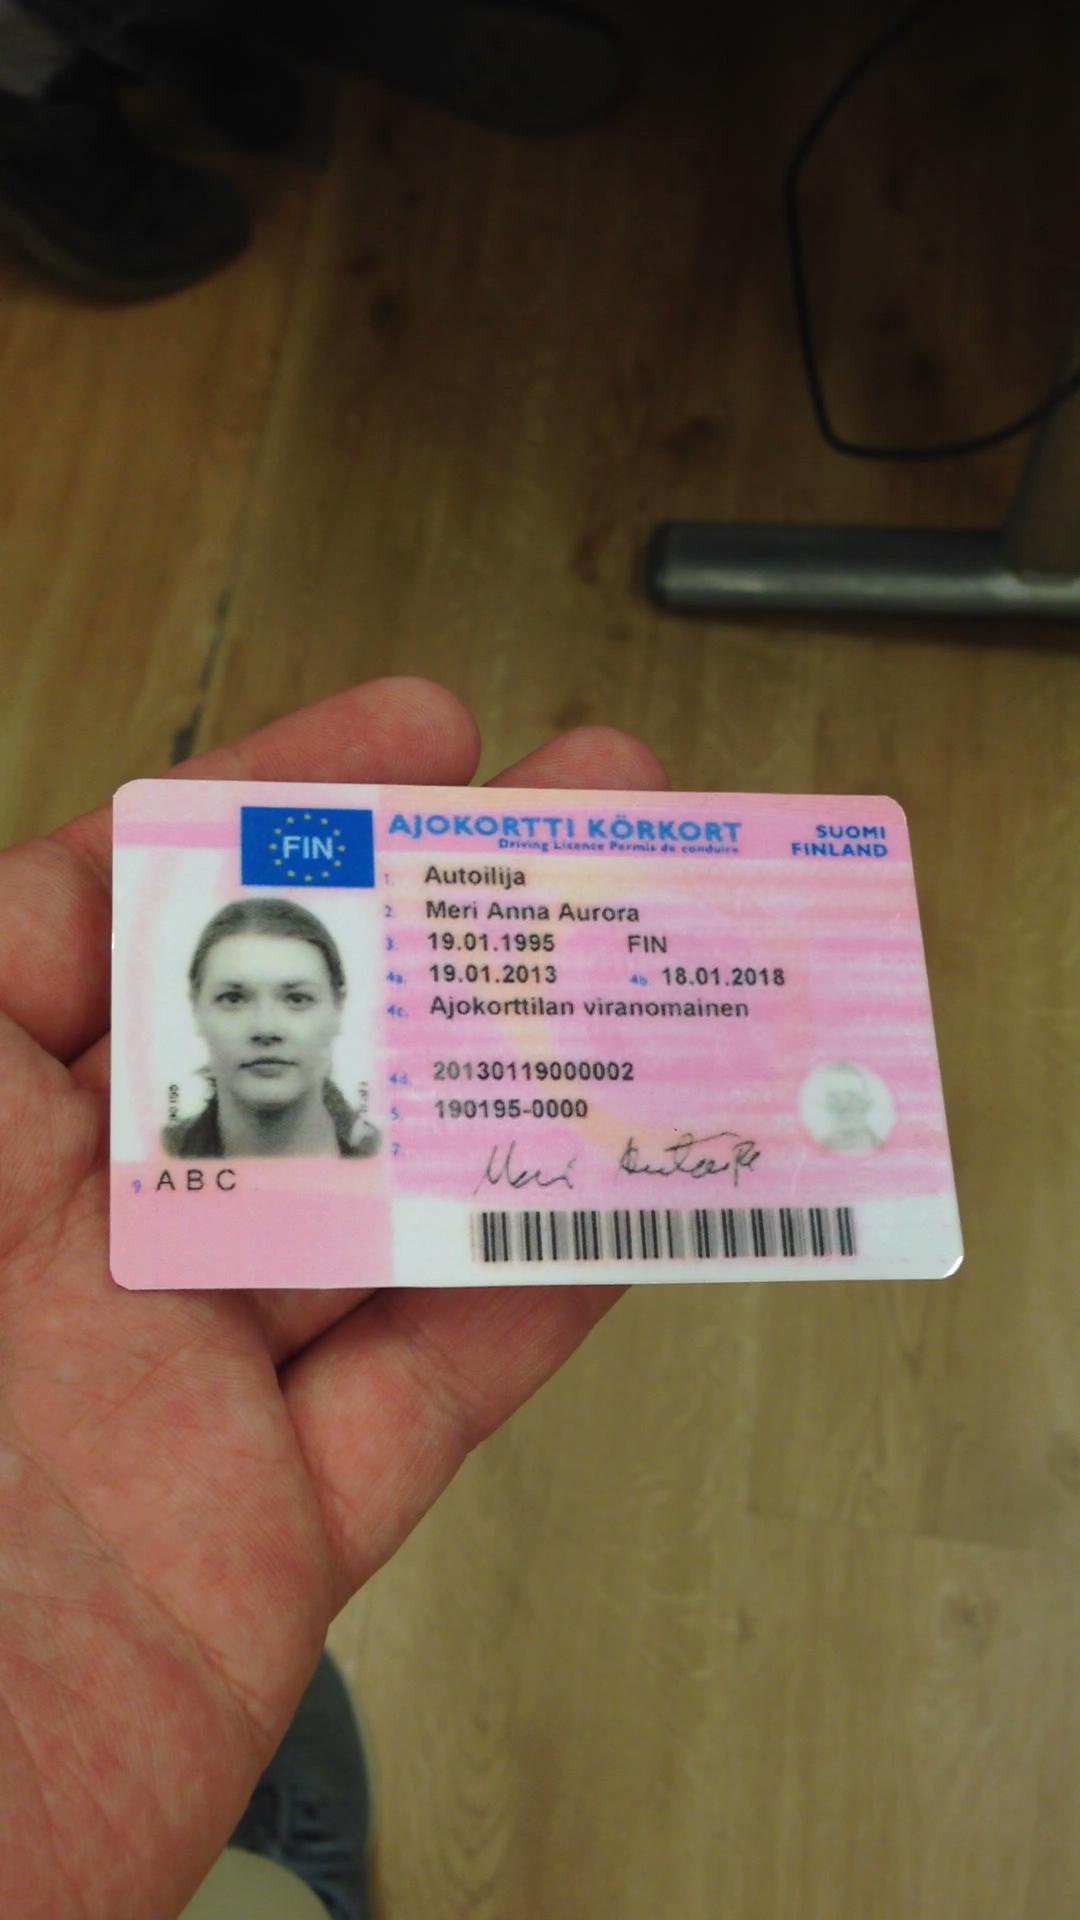 FIN
AJOKORTTI KÖRKORT
Driving Licence Permis de conduire
SUOMI
FINLAND
1. Autoilija
2. Meri Anna Aurora
3. 19.01.1995 FIN
4a. 19.01.2013 4b. 18.01.2018
4c. Ajokorttilan viranomainen
4d. 20130119000002
5. 190195-0000
7. Meri Autoilija
9. A B C